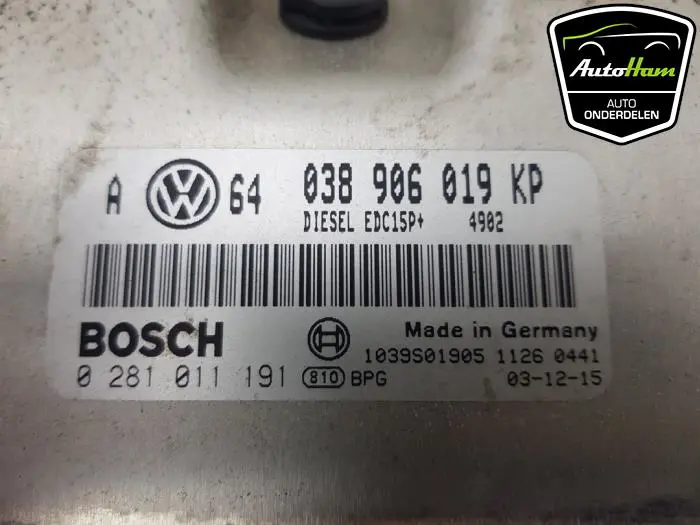 AutoHam
AUTO
ONDERDELEN
A VW 64 038 906 019 KP
DIESEL EDC15P+ 4902
BOSCH Made in Germany
1039S01905 1126 0441
0 281 011 191 810 BPG 03-12-15